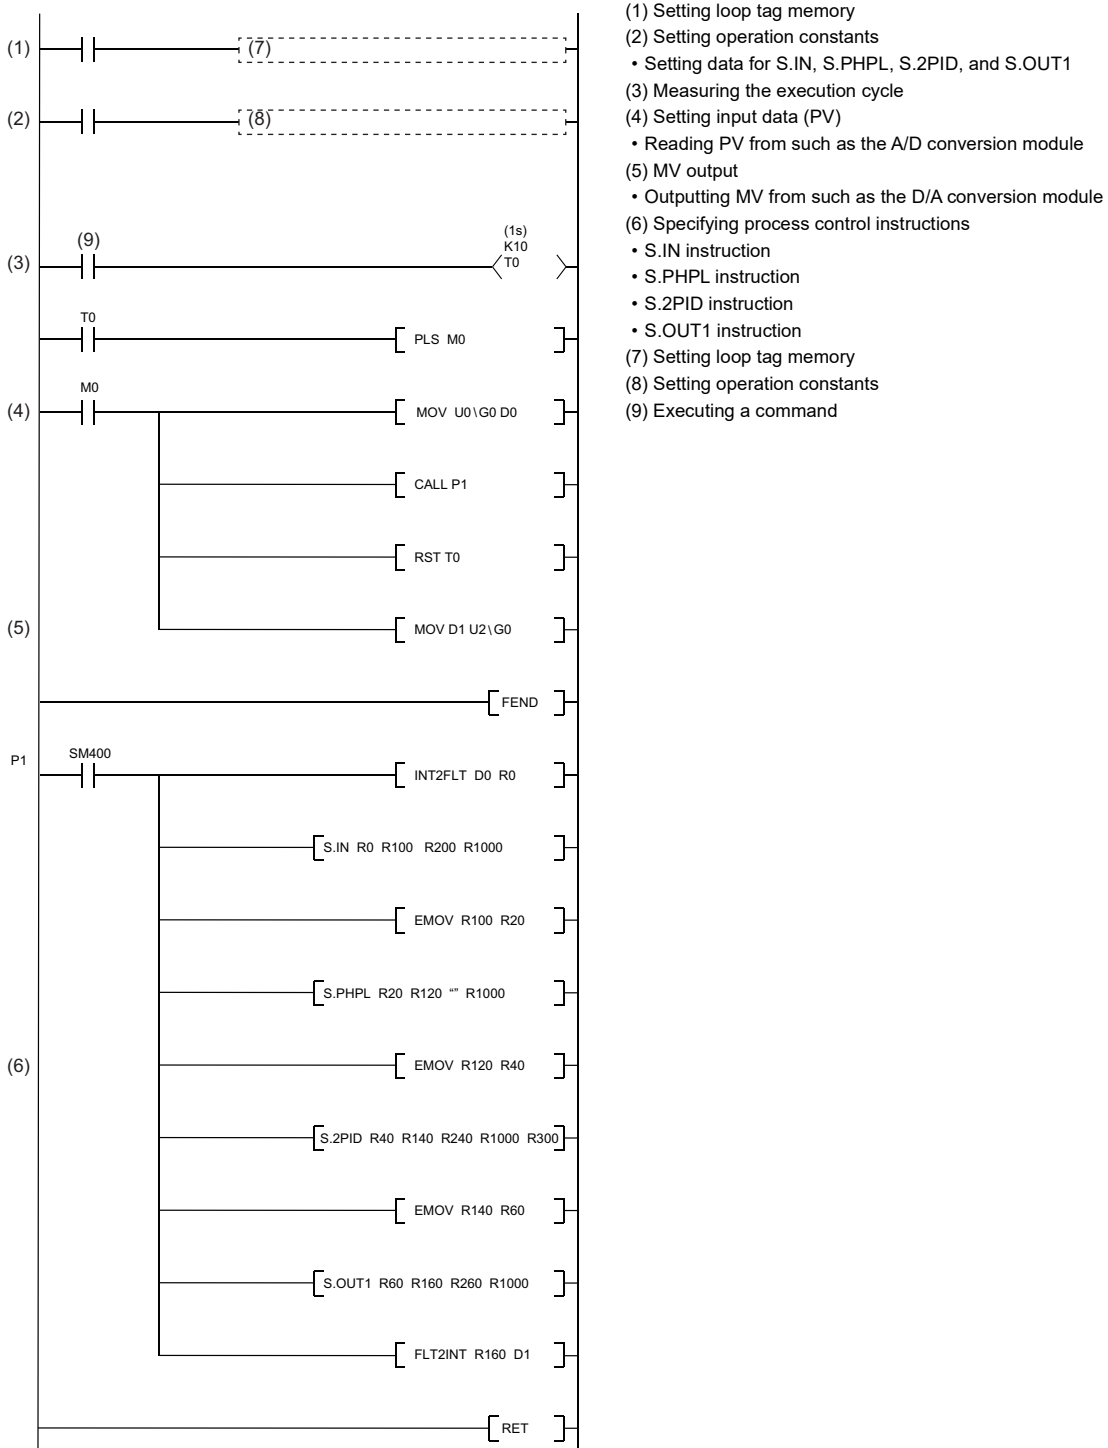 (1)
(7)
(2)
(8)
(9)
(1s)
K10
(3)
T0
T0
PLS M0
M0
(4)
MOV U0\G0 D0
CALL P1
RST T0
(5)
MOV D1 U2\G0
FEND
P1
SM400
INT2FLT D0 R0
S.IN R0 R100 R200 R1000
EMOV R100 R20
S.PHPL R20 R120 “” R1000
(6)
EMOV R120 R40
S.2PID R40 R140 R240 R1000 R300
EMOV R140 R60
S.OUT1 R60 R160 R260 R1000
FLT2INT R160 D1
RET
(1) Setting loop tag memory
(2) Setting operation constants
• Setting data for S.IN, S.PHPL, S.2PID, and S.OUT1
(3) Measuring the execution cycle
(4) Setting input data (PV)
• Reading PV from such as the A/D conversion module
(5) MV output
• Outputting MV from such as the D/A conversion module
(6) Specifying process control instructions
• S.IN instruction
• S.PHPL instruction
• S.2PID instruction
• S.OUT1 instruction
(7) Setting loop tag memory
(8) Setting operation constants
(9) Executing a command